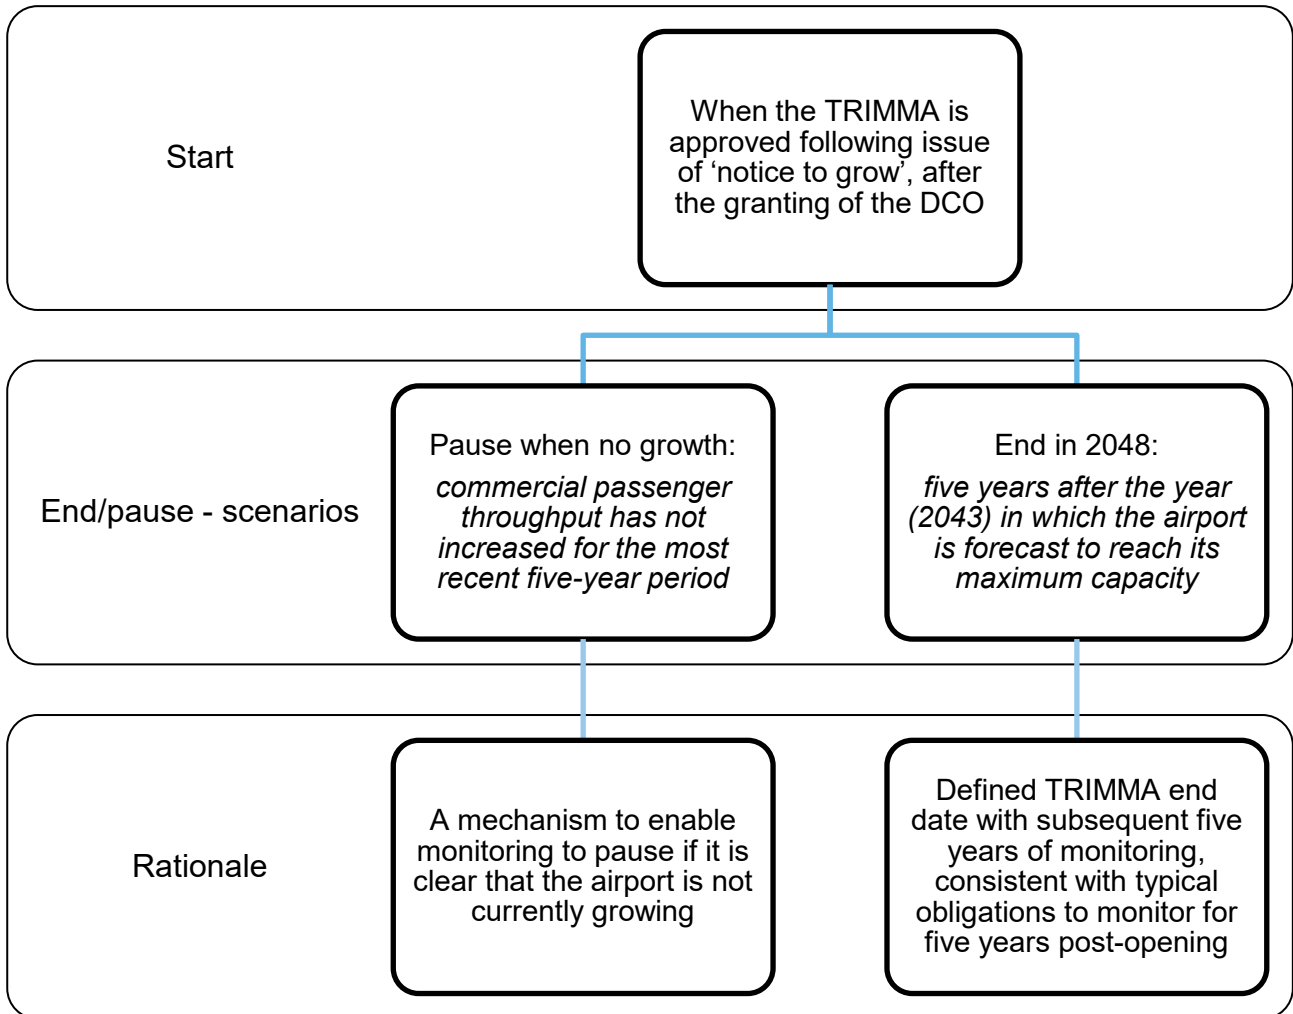 Start
When the TRIMMA is
approved following issue
of ‘notice to grow’, after
the granting of the DCO
End/pause - scenarios
Pause when no growth:
commercial passenger
throughput has not
increased for the most
recent five-year period
End in 2048:
five years after the year
(2043) in which the airport
is forecast to reach its
maximum capacity
Rationale
A mechanism to enable
monitoring to pause if it is
clear that the airport is not
currently growing
Defined TRIMMA end
date with subsequent five
years of monitoring,
consistent with typical
obligations to monitor for
five years post-opening